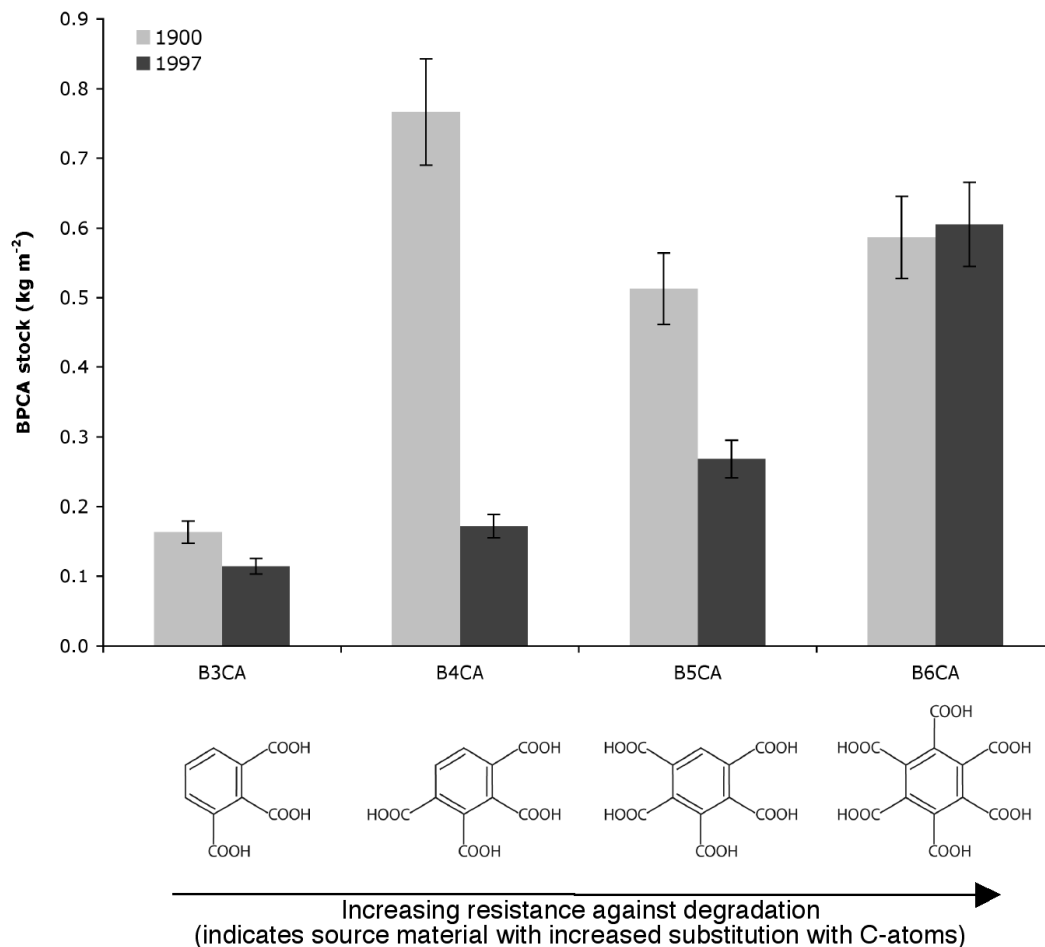 0.9
1900
1997
0.8
0.7
0.6
0.5
0.4
0.3
0.2
0.1
0.0
BPCA stock (kg m⁻²)
B3CA B4CA B5CA B6CA
COOH
COOH
COOH
COOH
COOH
COOH
HOOC
HOOC
COOH
COOH
HOOC
COOH
COOH
HOOC
COOH
HOOC
COOH
COOH
Increasing resistance against degradation
(indicates source material with increased substitution with C-atoms)